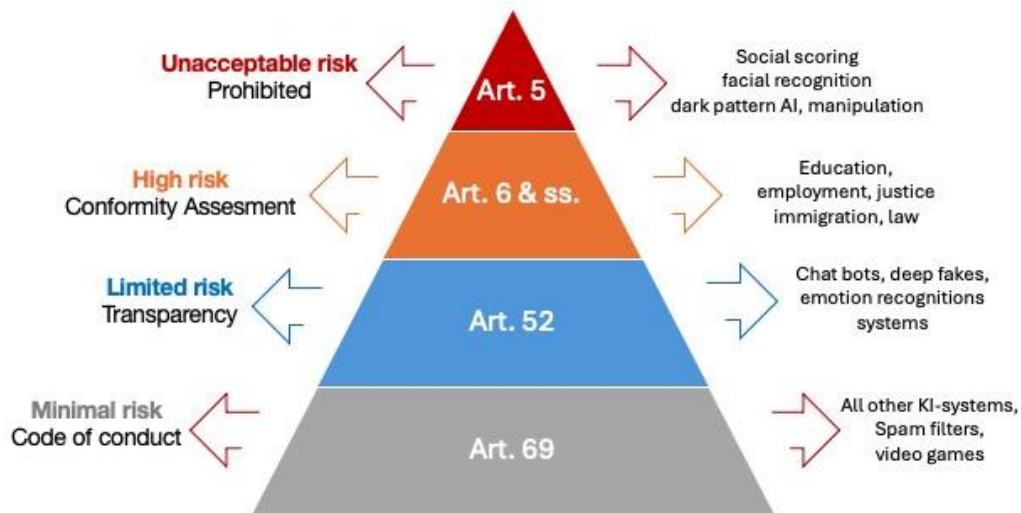 Unacceptable risk
Prohibited
Art. 5
Social scoring
facial recognition
dark pattern AI, manipulation
High risk
Conformity Assesment
Art. 6 & ss.
Education,
employment, justice
immigration, law
Limited risk
Transparency
Art. 52
Chat bots, deep fakes,
emotion recognitions
systems
Minimal risk
Code of conduct
Art. 69
All other KI-systems,
Spam filters,
video games